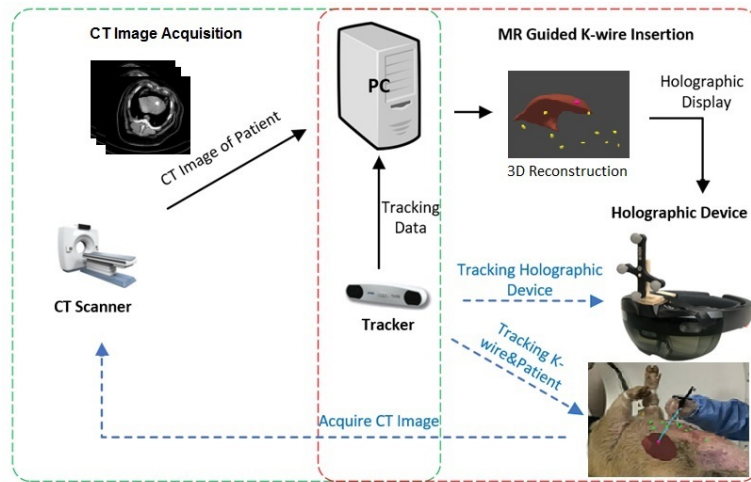 CT Image Acquisition
MR Guided K-wire Insertion
PC
Holographic
Display
CT Image of Patient
3D Reconstruction
Tracking
Data
Holographic Device
CT Scanner
Tracking Holographic
Device
Tracker
Tracking K-
wire&Patient
Acquire CT Image